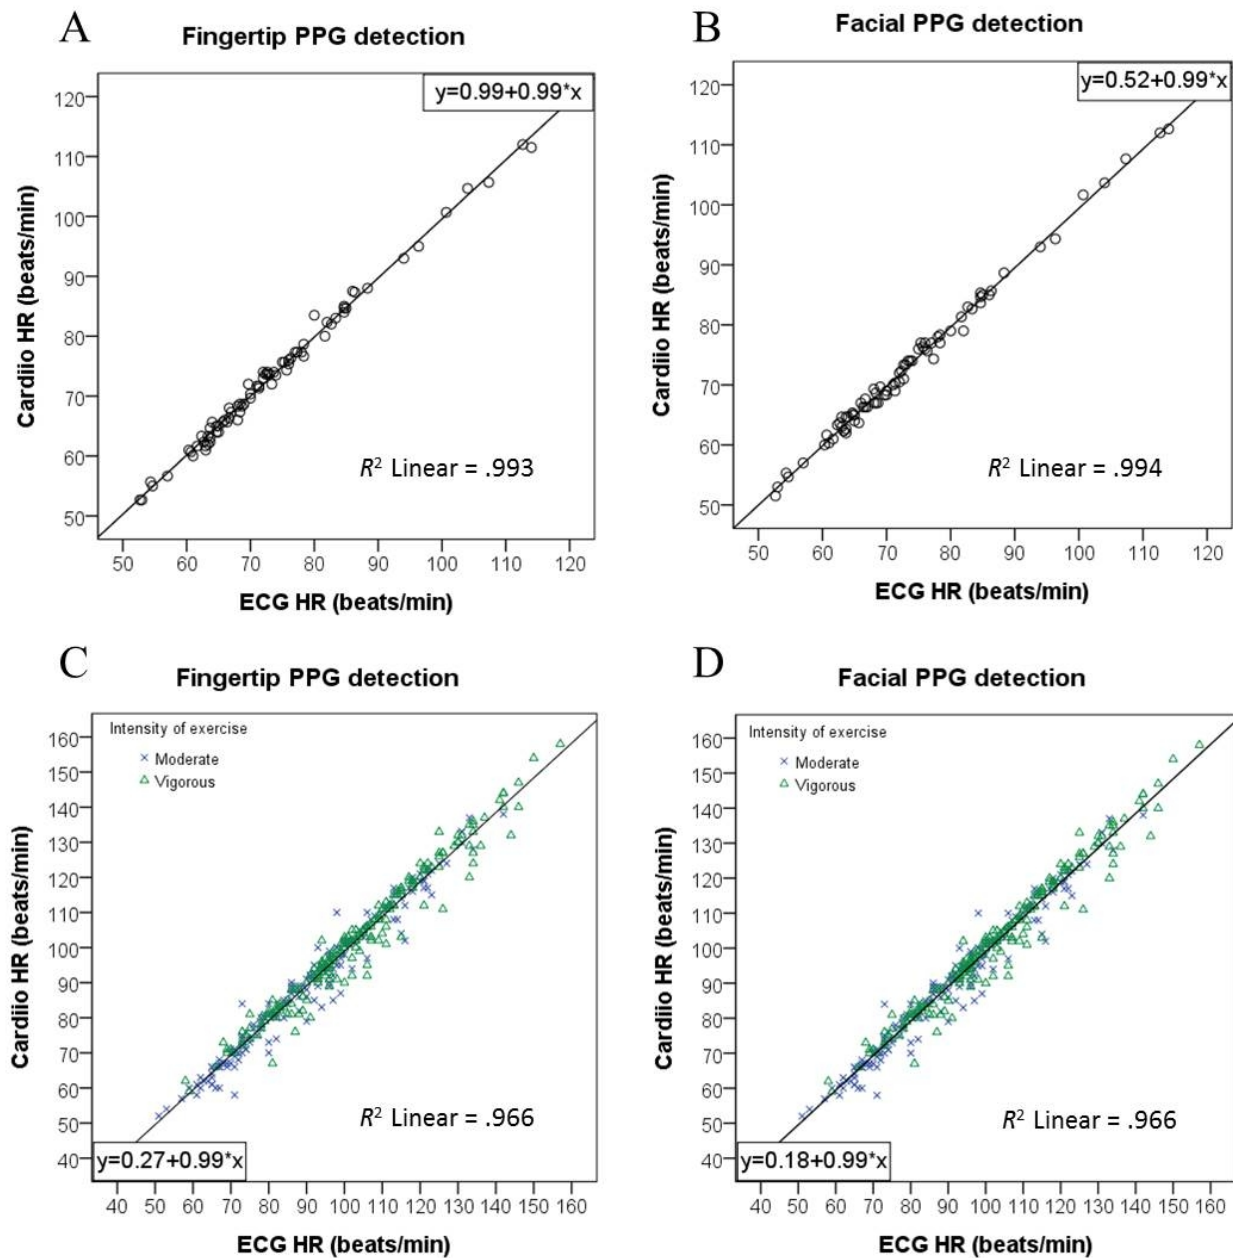 A
Fingertip PPG detection
y=0.99+0.99*x
120
110
100
90
80
70
60
50
Cardiio HR (beats/min)
R² Linear = .993
50 60 70 80 90 100 110 120
ECG HR (beats/min)
B
Facial PPG detection
y=0.52+0.99*x
120
110
100
90
80
70
60
50
Cardiio HR (beats/min)
R² Linear = .994
50 60 70 80 90 100 110 120
ECG HR (beats/min)
C
Fingertip PPG detection
Intensity of exercise
× Moderate
△ Vigorous
160
150
140
130
120
110
100
90
80
70
60
50
40
Cardiio HR (beats/min)
R² Linear = .966
y=0.27+0.99*x
40 50 60 70 80 90 100 110 120 130 140 150 160
ECG HR (beats/min)
D
Facial PPG detection
Intensity of exercise
× Moderate
△ Vigorous
160
150
140
130
120
110
100
90
80
70
60
50
40
Cardiio HR (beats/min)
R² Linear = .966
y=0.18+0.99*x
40 50 60 70 80 90 100 110 120 130 140 150 160
ECG HR (beats/min)